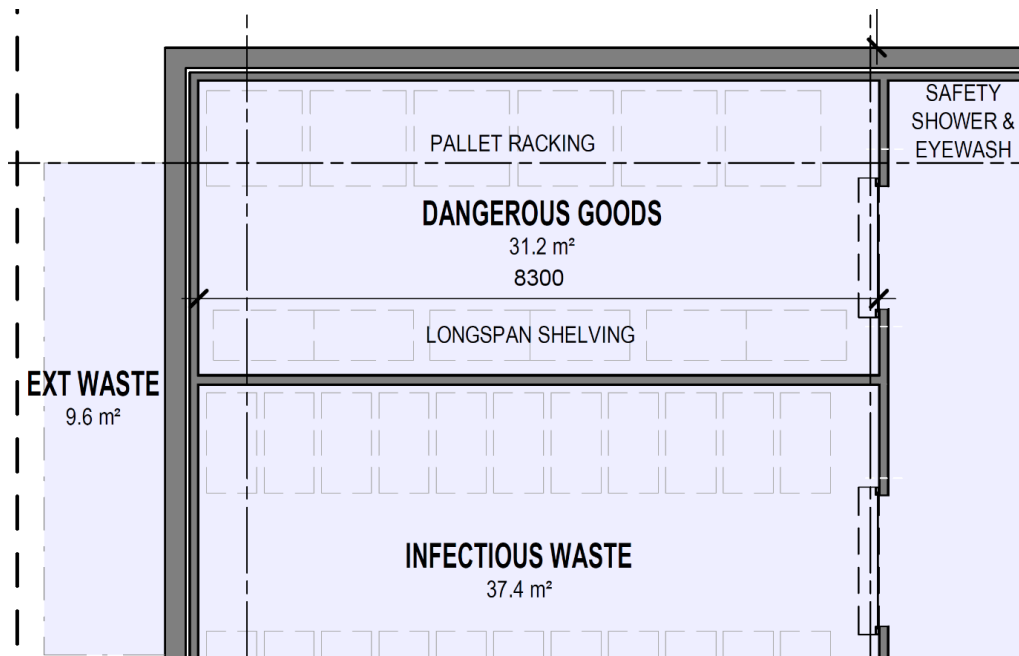 SAFETY
SHOWER &
EYEWASH
PALLET RACKING
DANGEROUS GOODS
31.2 m²
8300
LONGSPAN SHELVING
EXT WASTE
9.6 m²
INFECTIOUS WASTE
37.4 m²